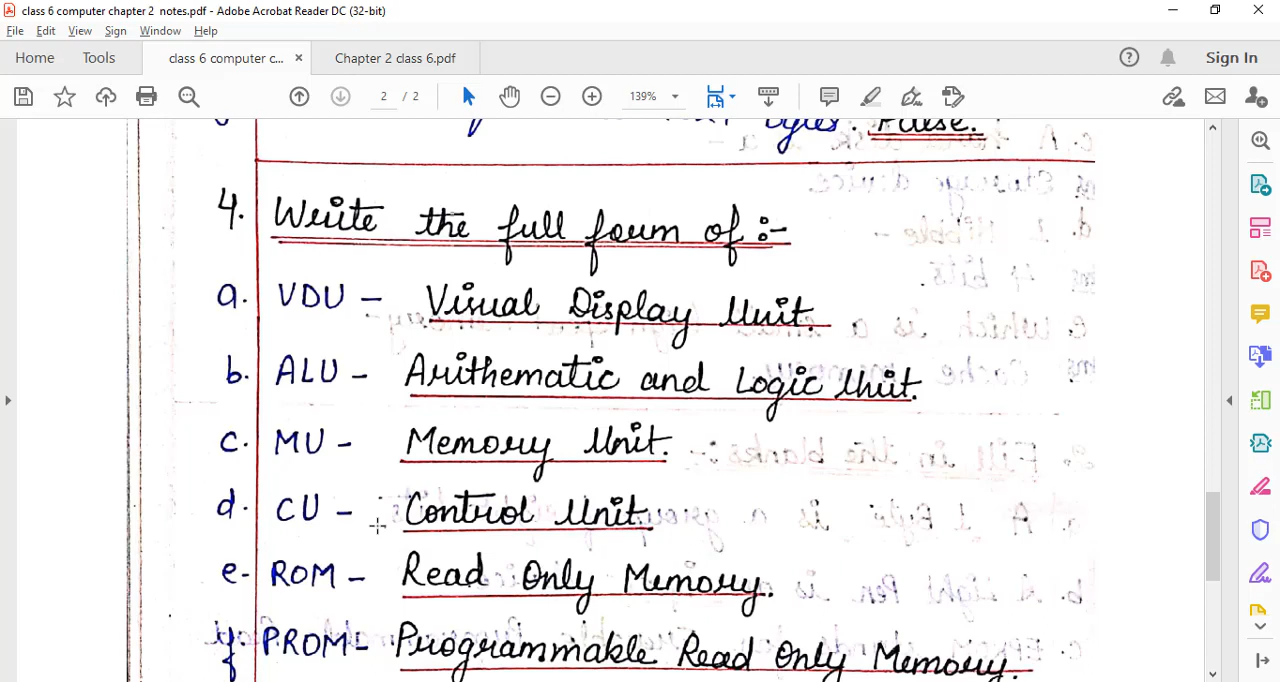 class 6 computer chapter 2 notes.pdf - Adobe Acrobat Reader DC (32-bit)
File Edit View Sign Window Help
Home Tools class 6 computer c... × Chapter 2 class 6.pdf Sign In
2 / 2 139%
False.
4. Write the full form of :-
a. VDU - Visual Display Unit.
b. ALU - Arithematic and Logic Unit.
c. MU - Memory Unit.
d. CU - Control Unit.
e. ROM - Read Only Memory.
f. PROM - Programmable Read Only Memory.